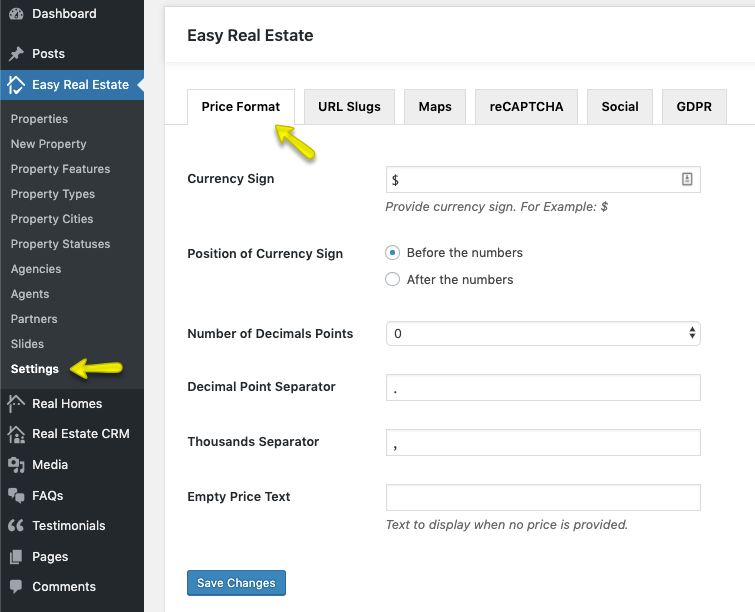 Dashboard
Posts
Easy Real Estate
Properties
New Property
Property Features
Property Types
Property Cities
Property Statuses
Agencies
Agents
Partners
Slides
Settings
Real Homes
Real Estate CRM
Media
FAQs
Testimonials
Pages
Comments
Easy Real Estate
Price Format
URL Slugs
Maps
reCAPTCHA
Social
GDPR
Currency Sign
$
Provide currency sign. For Example: $
Position of Currency Sign
Before the numbers
After the numbers
Number of Decimals Points
0
Decimal Point Separator
.
Thousands Separator
,
Empty Price Text
Text to display when no price is provided.
Save Changes